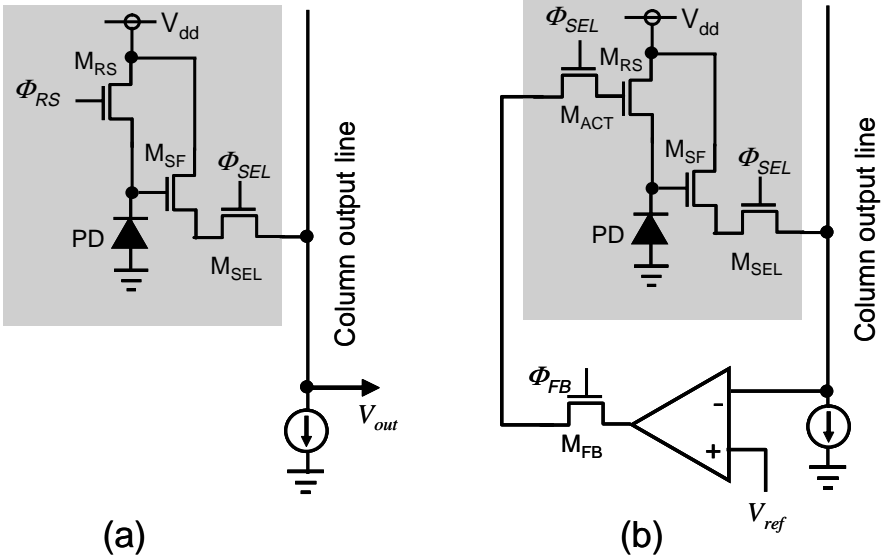 V_dd
M_RS
Φ_RS
M_SF
Φ_SEL
PD
M_SEL
Column output line
V_out
(a)
Φ_SEL
V_dd
M_RS
M_ACT
M_SF
Φ_SEL
PD
M_SEL
Column output line
Φ_FB
M_FB
-
+
V_ref
(b)